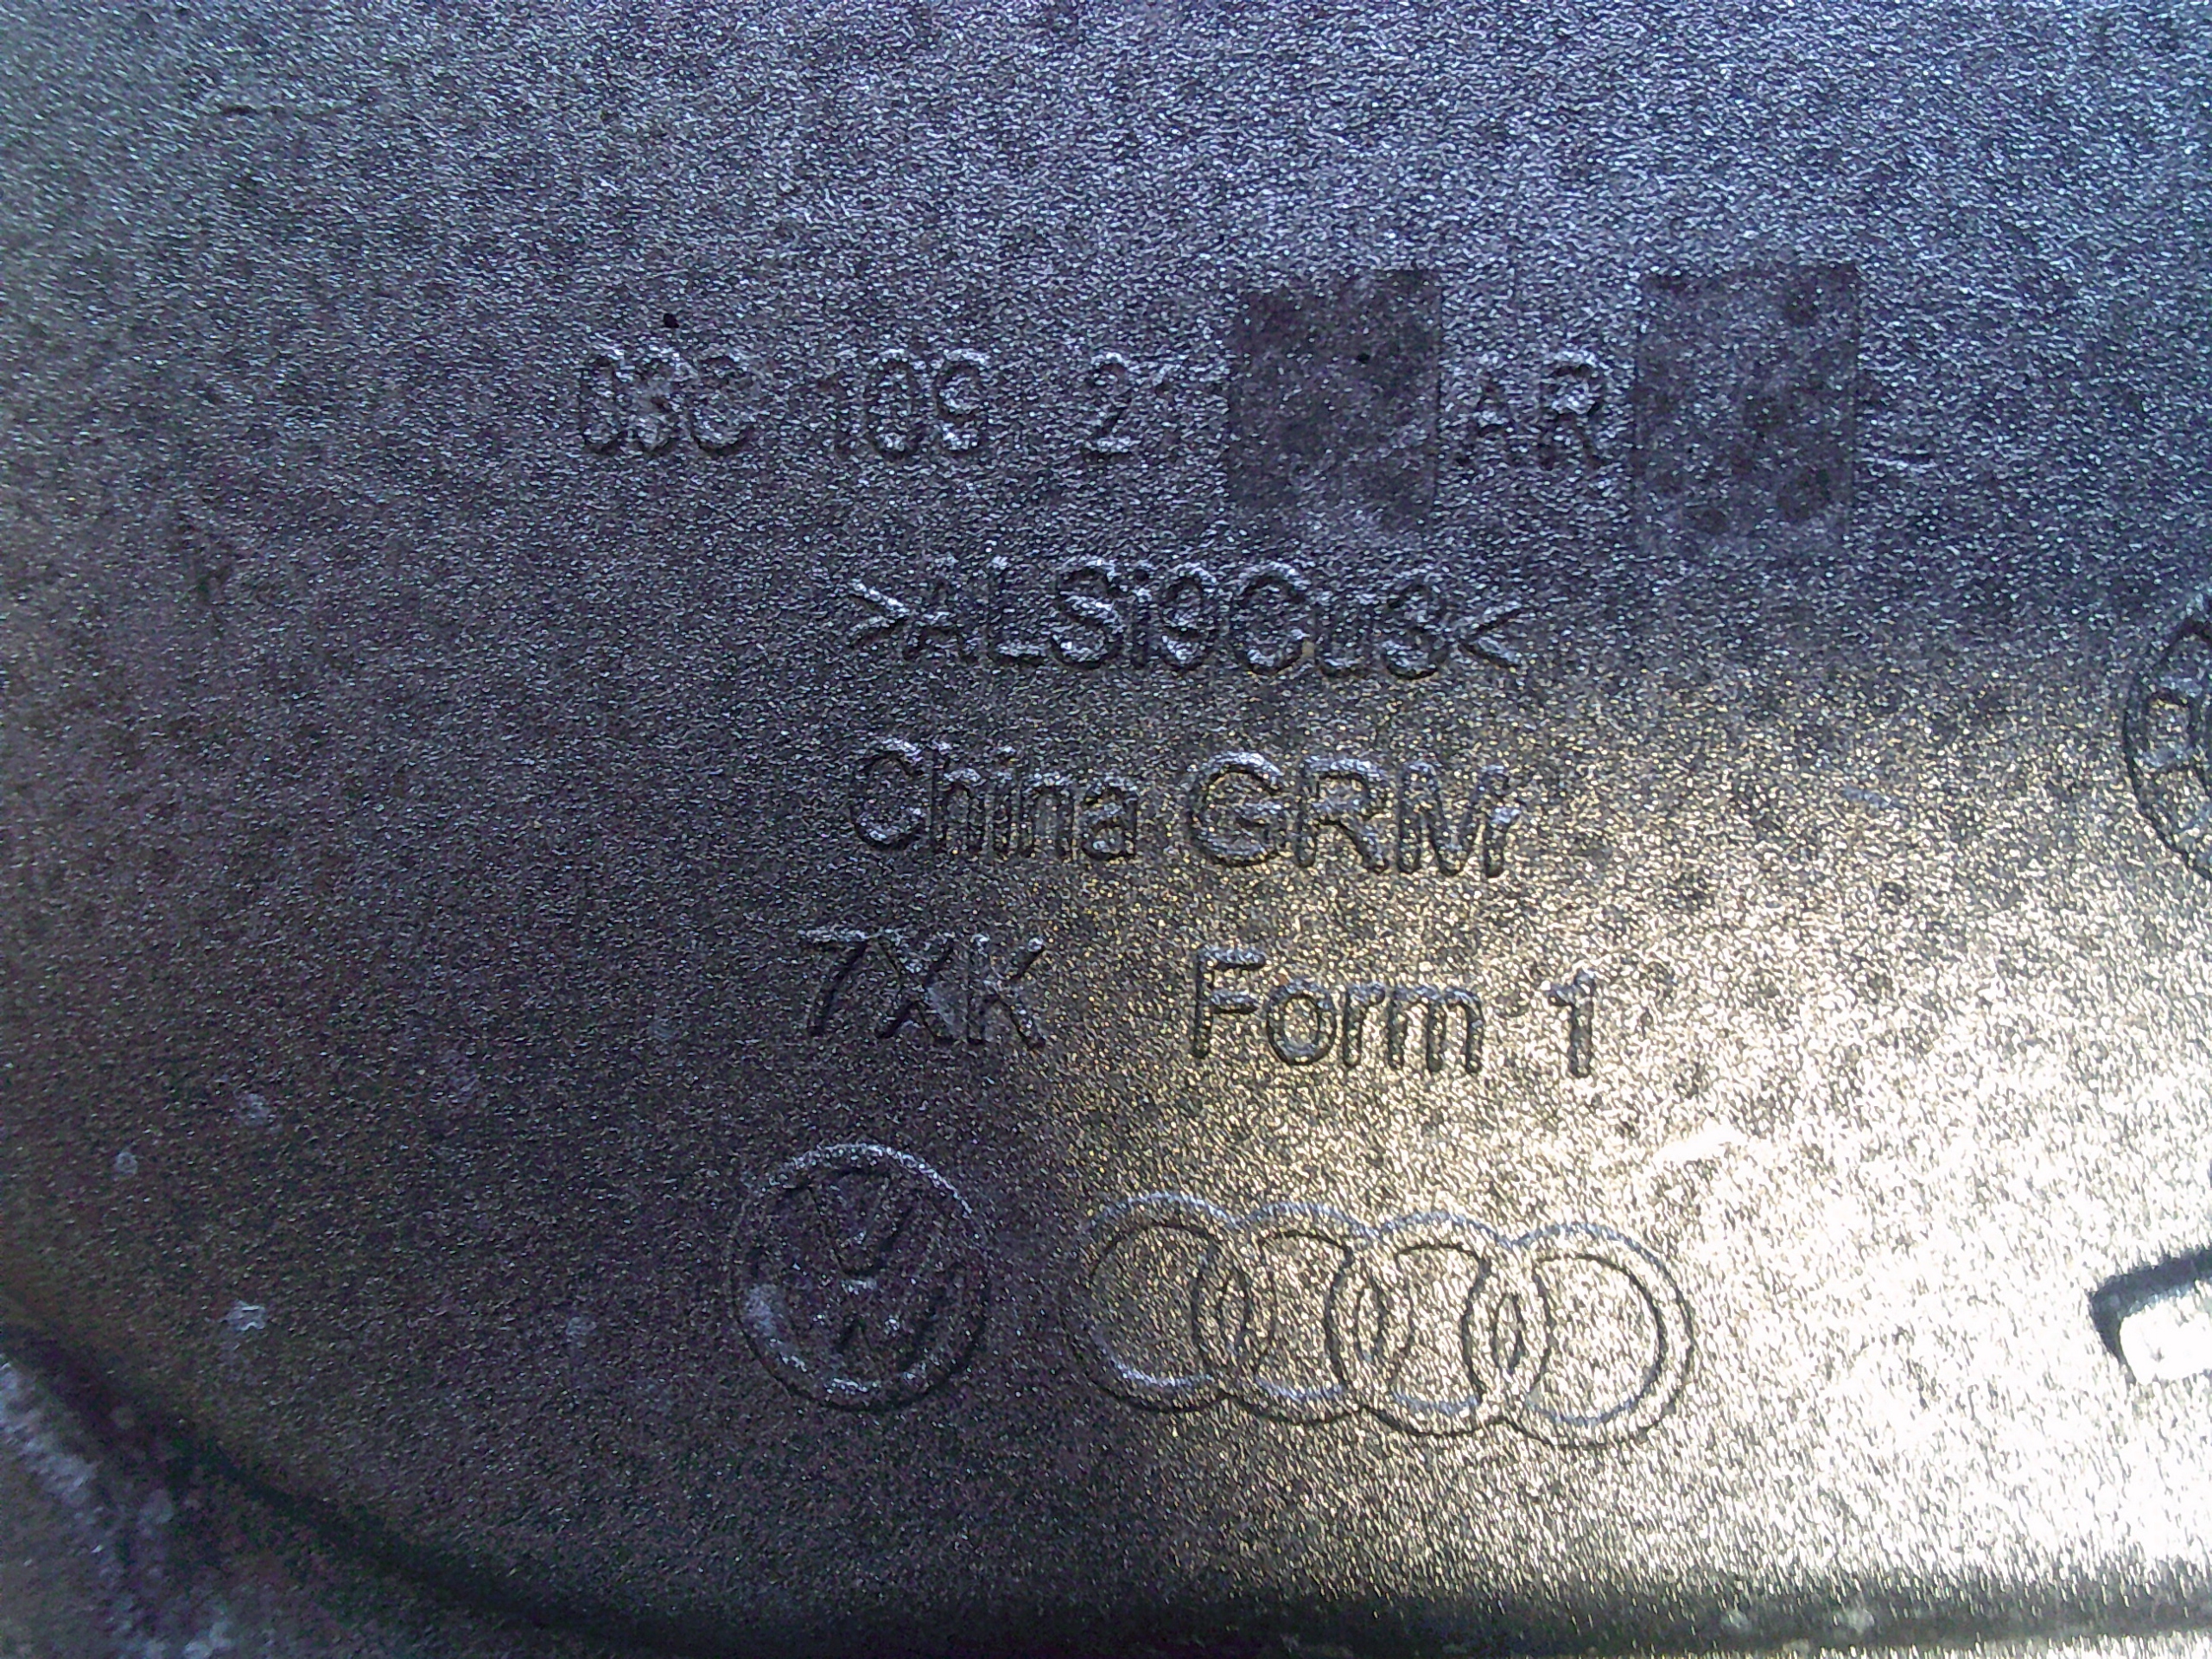 03C 109 21 AR
>ALSi9Cu3<
China GRM
7XK Form 1